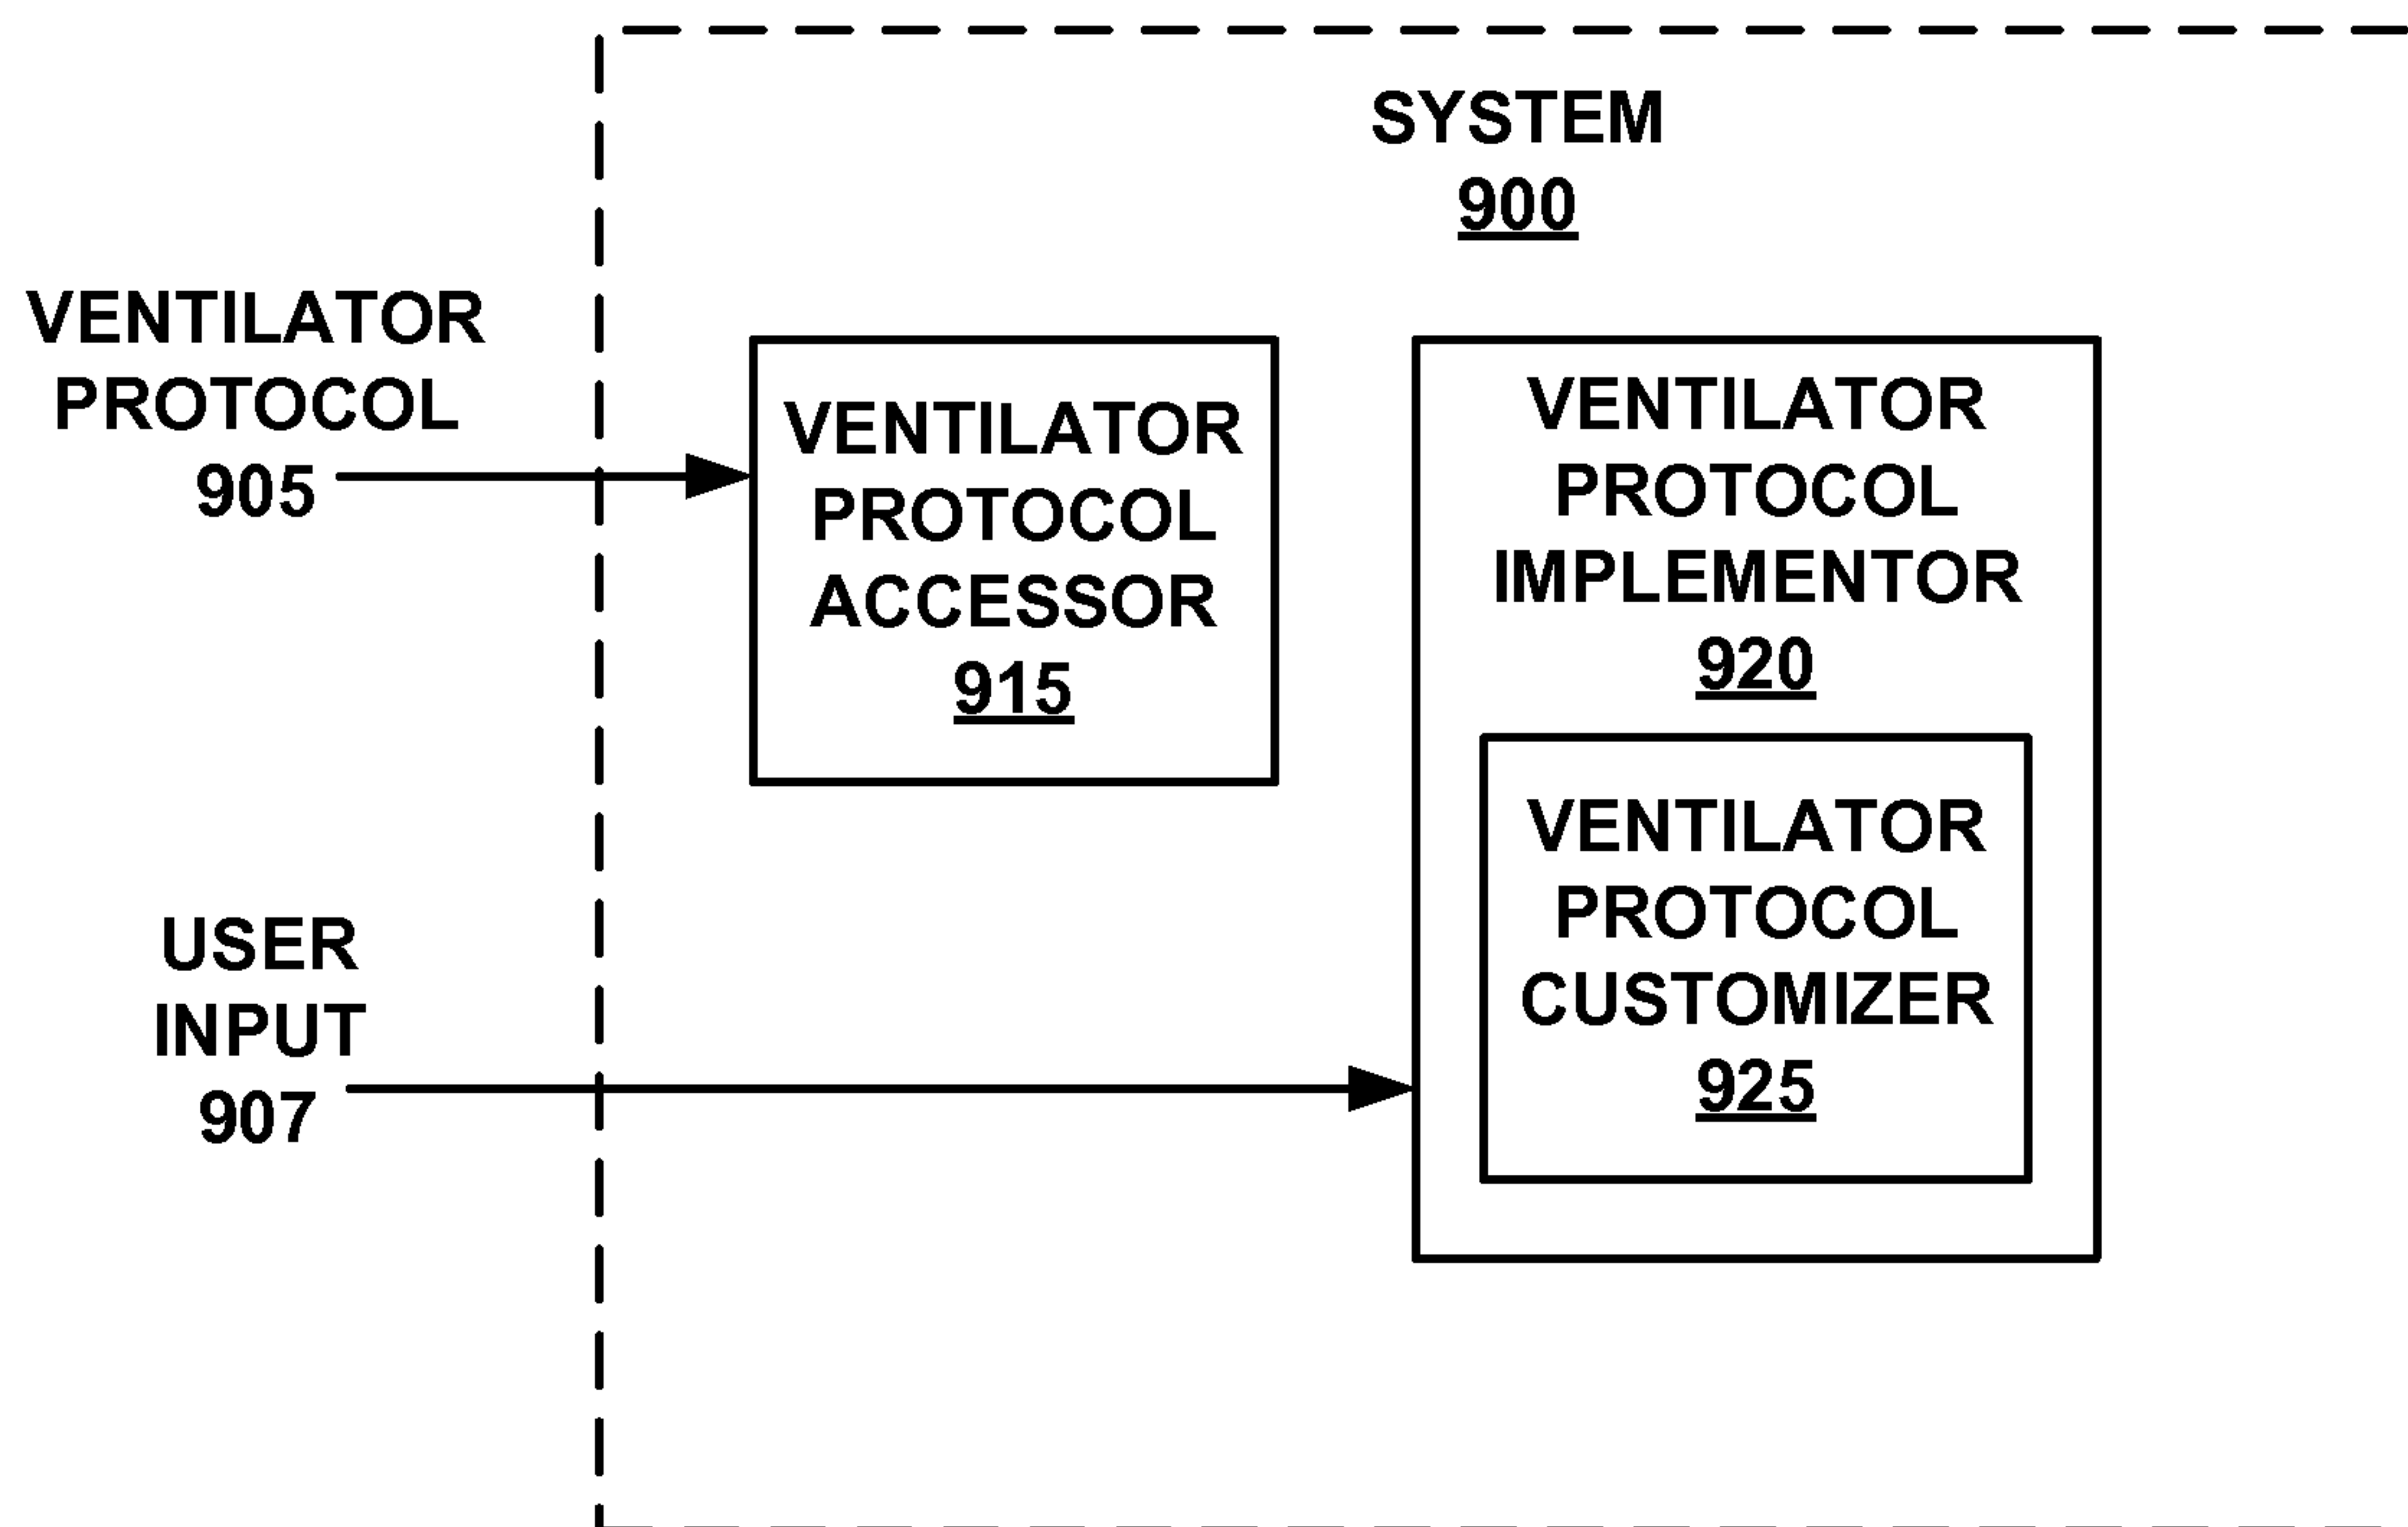 SYSTEM
900
VENTILATOR
PROTOCOL
905
VENTILATOR
PROTOCOL
ACCESSOR
915
VENTILATOR
PROTOCOL
IMPLEMENTOR
920
VENTILATOR
PROTOCOL
CUSTOMIZER
925
USER
INPUT
907